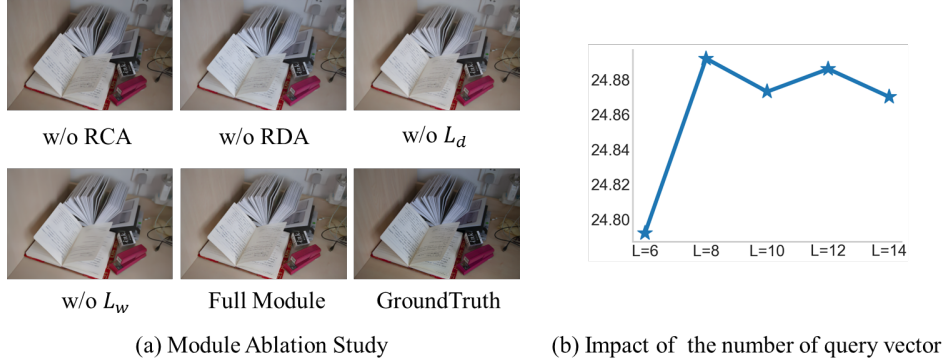 w/o RCA
w/o RDA
w/o L_d
w/o L_w
Full Module
GroundTruth
(a) Module Ablation Study
24.88
24.86
24.84
24.82
24.80
L=6
L=8
L=10
L=12
L=14
(b) Impact of the number of query vector